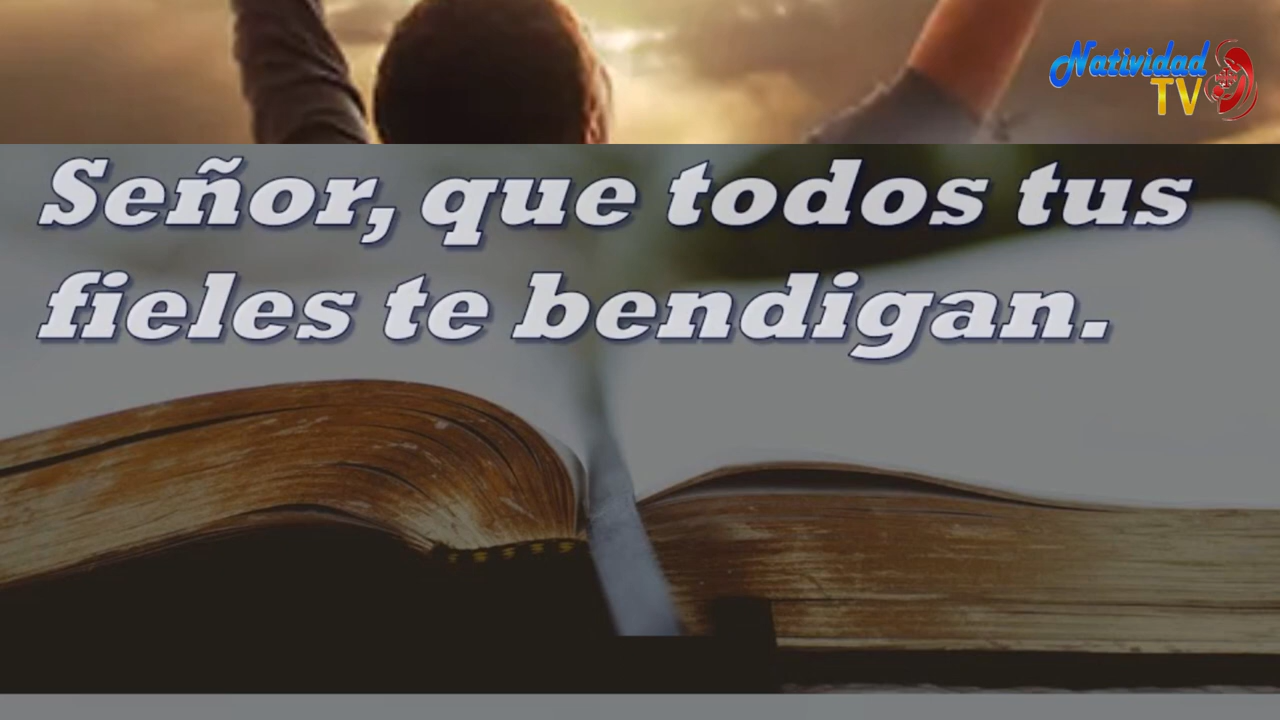 Natividad
TV
Señor, que todos tus
fieles te bendigan.